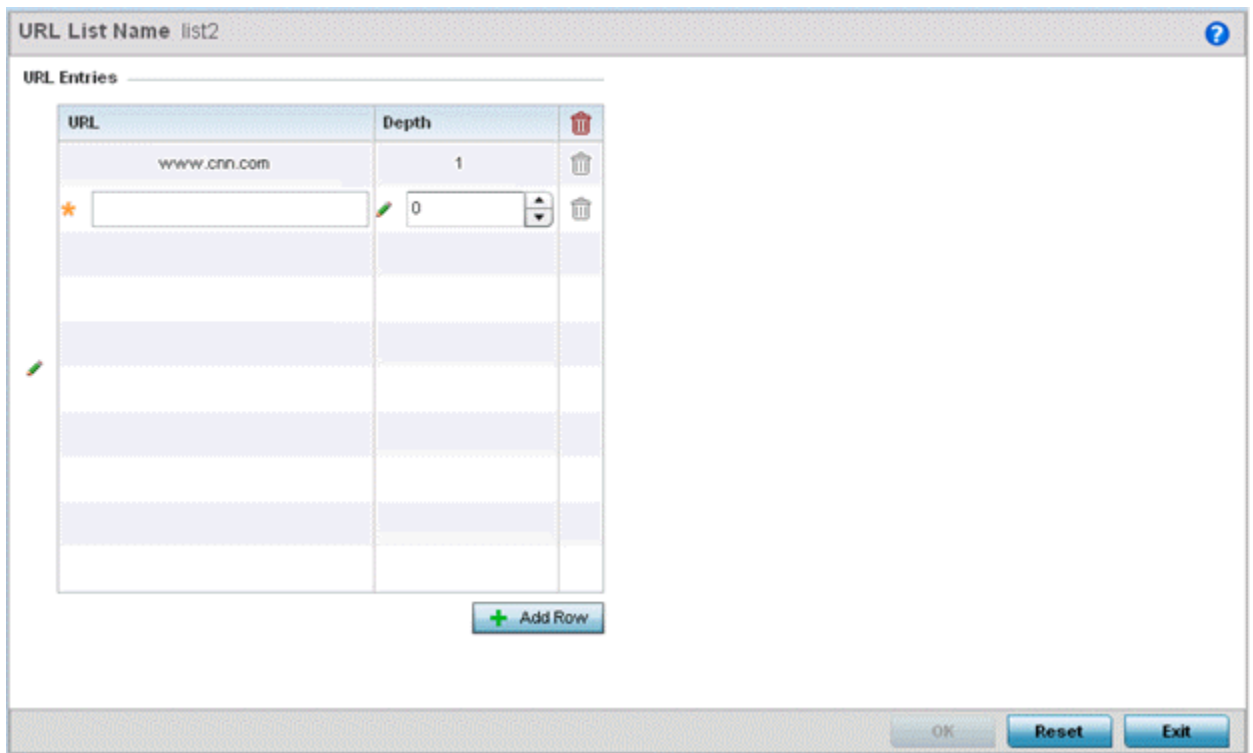 URL List Name list2
?
URL Entries
URL Depth
www.cnn.com 1
* 0
Add Row
OK Reset Exit